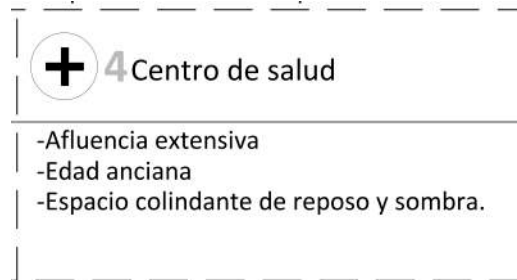 4 Centro de salud
-Afluencia extensiva
-Edad anciana
-Espacio colindante de reposo y sombra.